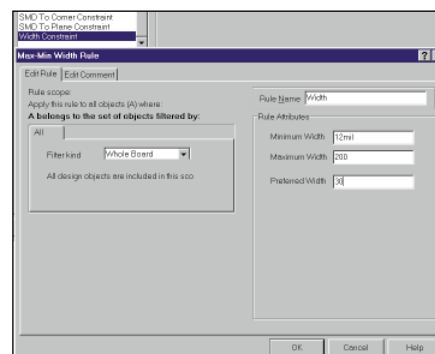 SMD To Corner Constraint
SMD To Plane Constraint
Width Constraint
Max-Min Width Rule
?
Edit Rule
Edit Comment
Rule scope:
Apply this rule to all objects (A) where:
A belongs to the set of objects filtered by:
All
Filter kind
Whole Board
All design objects are included in this sco
Rule Name
Width
Rule Attributes
Minimum Width
12mil
Maximum Width
200
Preferred Width
30
OK
Cancel
Help